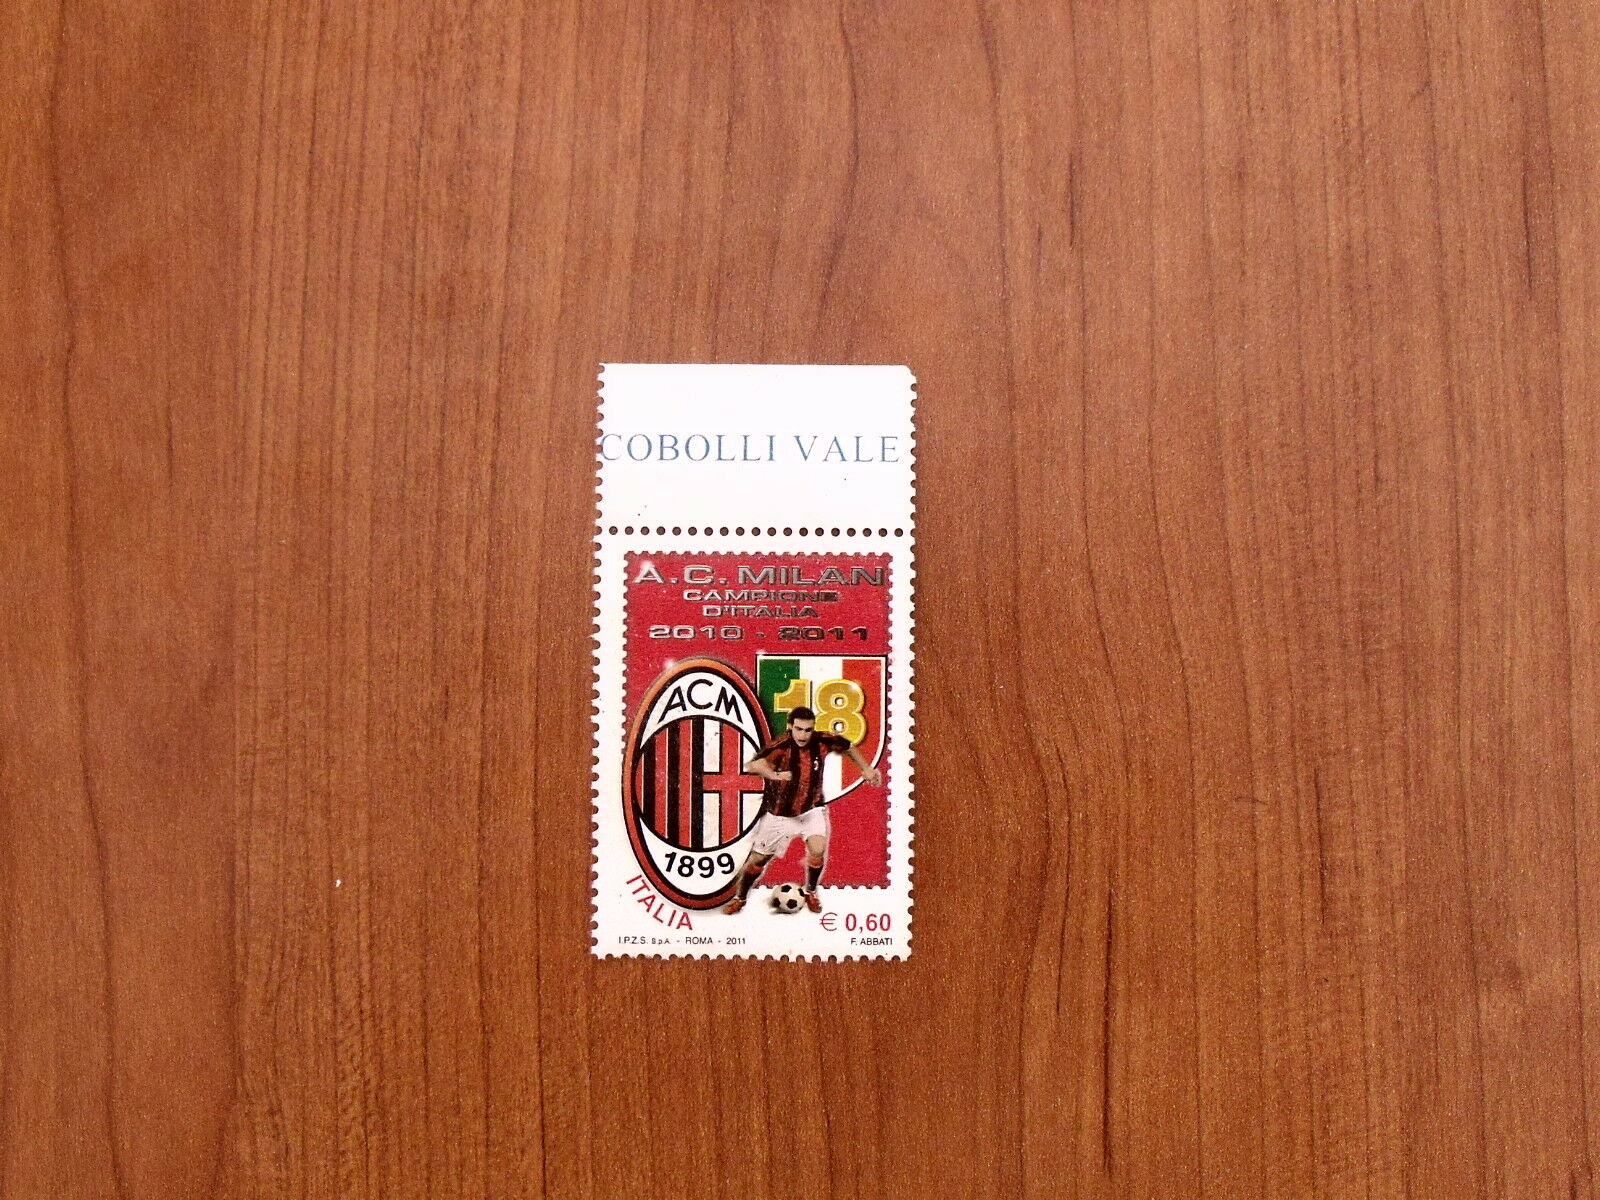 COBOLLI VALE
A.C. MILAN
CAMPIONE
D'ITALIA
2010 - 2011
18
ACM
1899
ITALIA
€ 0,60
I.P.Z.S. S.p.A. - ROMA - 2011
F. ABBATI